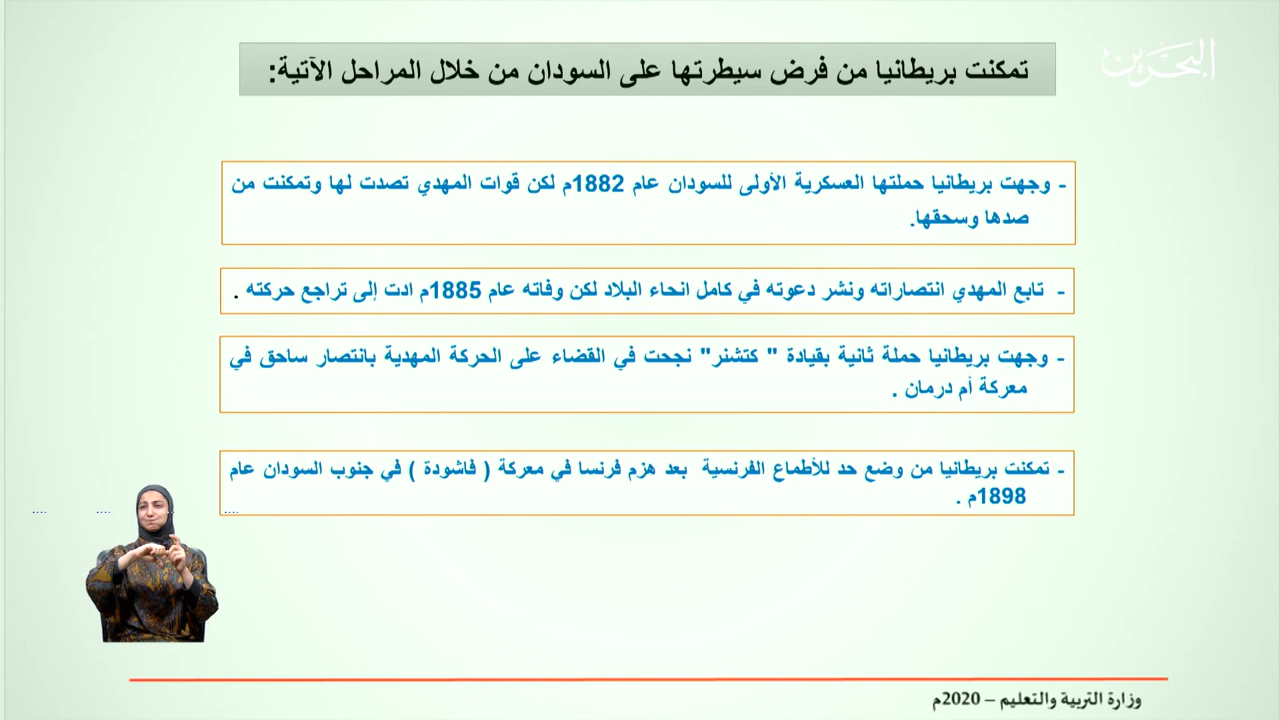 البحرين
تمكنت بريطانيا من فرض سيطرتها على السودان من خلال المراحل الآتية:
- وجهت بريطانيا حملتها العسكرية الأولى للسودان عام 1882م لكن قوات المهدي تصدت لها وتمكنت من
صدها وسحقها.
- تابع المهدي انتصاراته ونشر دعوته في كامل انحاء البلاد لكن وفاته عام 1885م ادت إلى تراجع حركته .
- وجهت بريطانيا حملة ثانية بقيادة " كتشنر" نجحت في القضاء على الحركة المهدية بانتصار ساحق في
معركة أم درمان .
- تمكنت بريطانيا من وضع حد للأطماع الفرنسية بعد هزم فرنسا في معركة ( فاشودة ) في جنوب السودان عام
1898م .
وزارة التربية والتعليم – 2020م